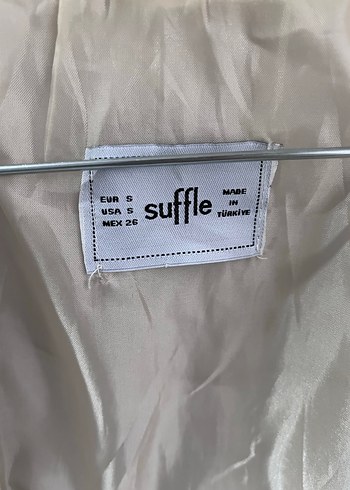 EUR S
USA S
MEX 26
suffle
MADE
IN
TÜRKİYE